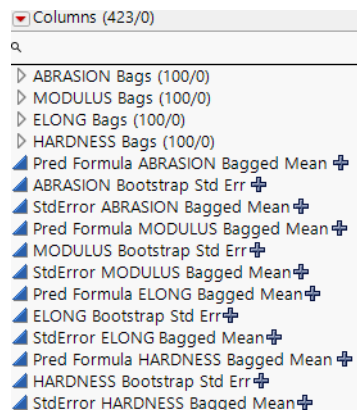 Columns (423/0)
ABRASION Bags (100/0)
MODULUS Bags (100/0)
ELONG Bags (100/0)
HARDNESS Bags (100/0)
Pred Formula ABRASION Bagged Mean
ABRASION Bootstrap Std Err
StdError ABRASION Bagged Mean
Pred Formula MODULUS Bagged Mean
MODULUS Bootstrap Std Err
StdError MODULUS Bagged Mean
Pred Formula ELONG Bagged Mean
ELONG Bootstrap Std Err
StdError ELONG Bagged Mean
Pred Formula HARDNESS Bagged Mean
HARDNESS Bootstrap Std Err
StdError HARDNESS Bagged Mean